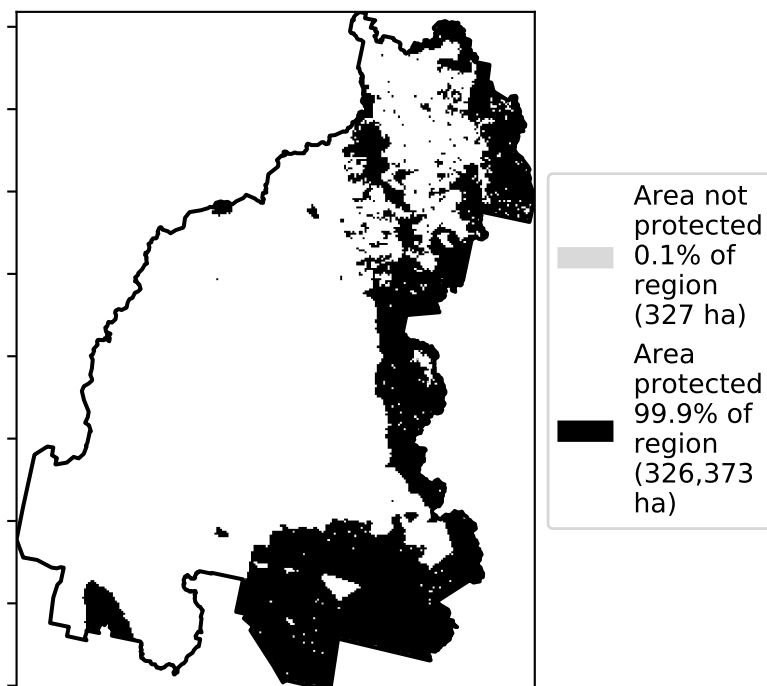 Area not
protected
0.1% of
region
(327 ha)
Area
protected
99.9% of
region
(326,373
ha)